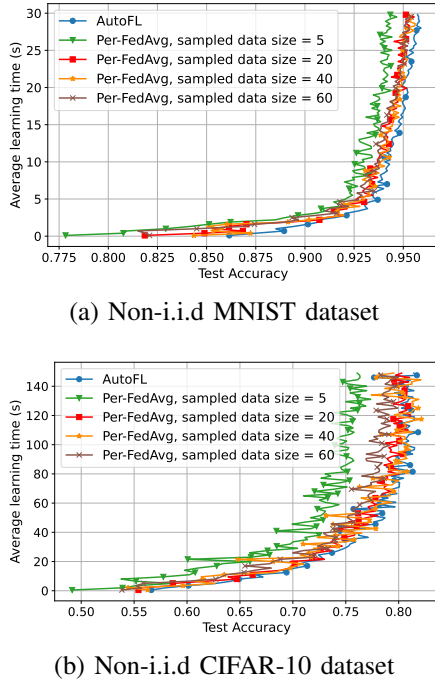 AutoFL
Per-FedAvg, sampled data size = 5
Per-FedAvg, sampled data size = 20
Per-FedAvg, sampled data size = 40
Per-FedAvg, sampled data size = 60
Average learning time (s)
30
25
20
15
10
5
0
0.775 0.800 0.825 0.850 0.875 0.900 0.925 0.950
Test Accuracy
(a) Non-i.i.d MNIST dataset
AutoFL
Per-FedAvg, sampled data size = 5
Per-FedAvg, sampled data size = 20
Per-FedAvg, sampled data size = 40
Per-FedAvg, sampled data size = 60
Average learning time (s)
140
120
100
80
60
40
20
0
0.50 0.55 0.60 0.65 0.70 0.75 0.80
Test Accuracy
(b) Non-i.i.d CIFAR-10 dataset